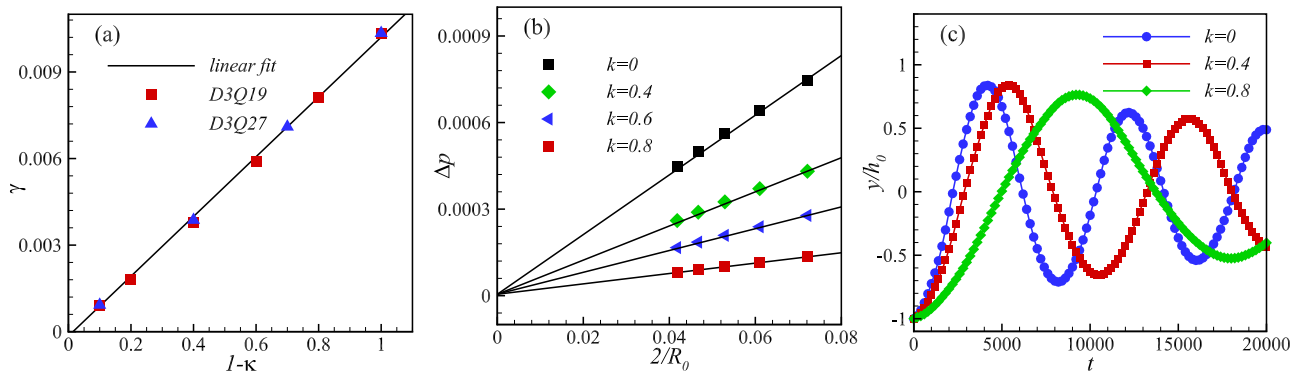 (a)
linear fit
D3Q19
D3Q27
0.009
0.006
0.003
0
γ
0 0.2 0.4 0.6 0.8 1
1-κ
(b)
k=0
k=0.4
k=0.6
k=0.8
0.0009
0.0006
0.0003
0
Δp
0 0.02 0.04 0.06 0.08
2/R₀
(c)
k=0
k=0.4
k=0.8
1
0.5
0
-0.5
-1
y/h₀
0 5000 10000 15000 20000
t